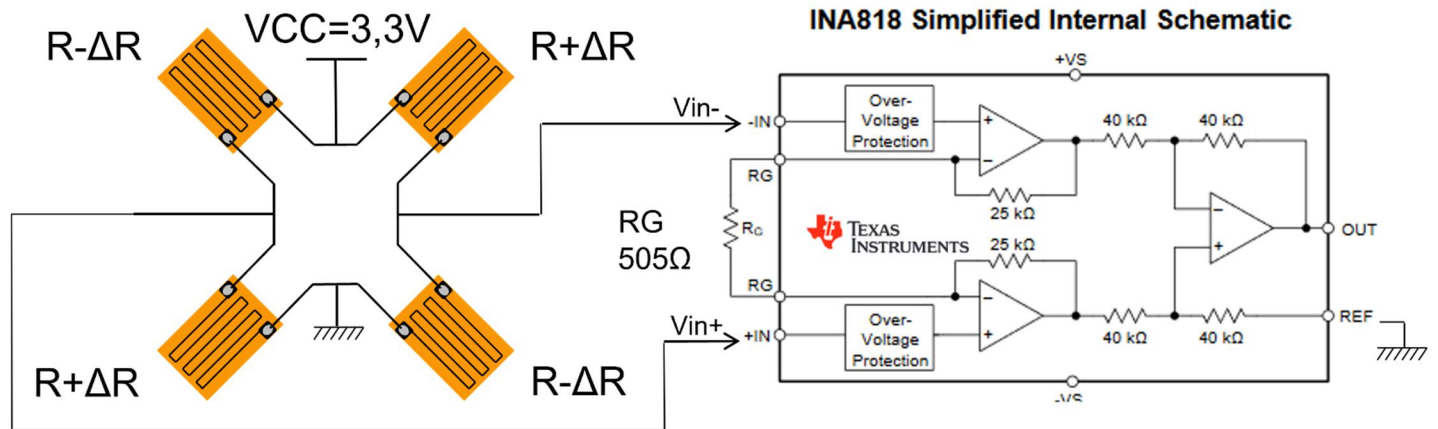 INA818 Simplified Internal Schematic
VCC=3,3V
R-ΔR
R+ΔR
+VS
Vin-
-IN
Over-
Voltage
Protection
+
−
40 kΩ
40 kΩ
RG
25 kΩ
RG
505Ω
RG
TEXAS
INSTRUMENTS
25 kΩ
−
+
OUT
RG
Vin+
+IN
Over-
Voltage
Protection
−
+
40 kΩ
40 kΩ
REF
R+ΔR
R-ΔR
-VS